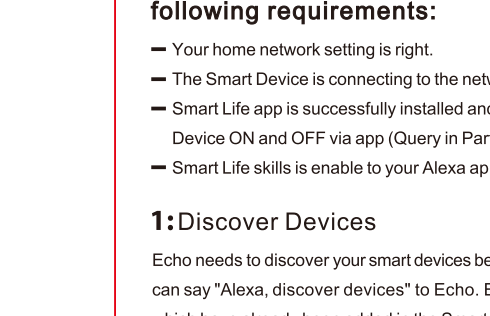 following requirements:
– Your home network setting is right.
– The Smart Device is connecting to the
– Smart Life app is successfully installed
Device ON and OFF via app (Query in
– Smart Life skills is enable to your Alexa
1: Discover Devices
Echo needs to discover your smart devices
can say "Alexa, discover devices" to Echo.